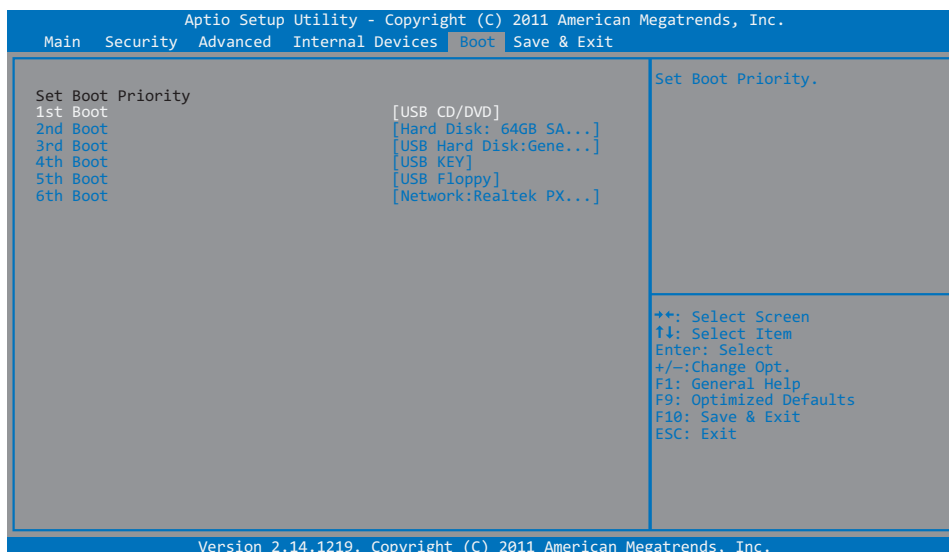 Aptio Setup Utility - Copyright (C) 2011 American Megatrends, Inc.
Main Security Advanced Internal Devices Boot Save & Exit
Set Boot Priority
1st Boot [USB CD/DVD]
2nd Boot [Hard Disk: 64GB SA...]
3rd Boot [USB Hard Disk:Gene...]
4th Boot [USB KEY]
5th Boot [USB Floppy]
6th Boot [Network:Realtek PX...]
Set Boot Priority.
→←: Select Screen
↑↓: Select Item
Enter: Select
+/—:Change Opt.
F1: General Help
F9: Optimized Defaults
F10: Save & Exit
ESC: Exit
Version 2.14.1219. Copyright (C) 2011 American Megatrends, Inc.